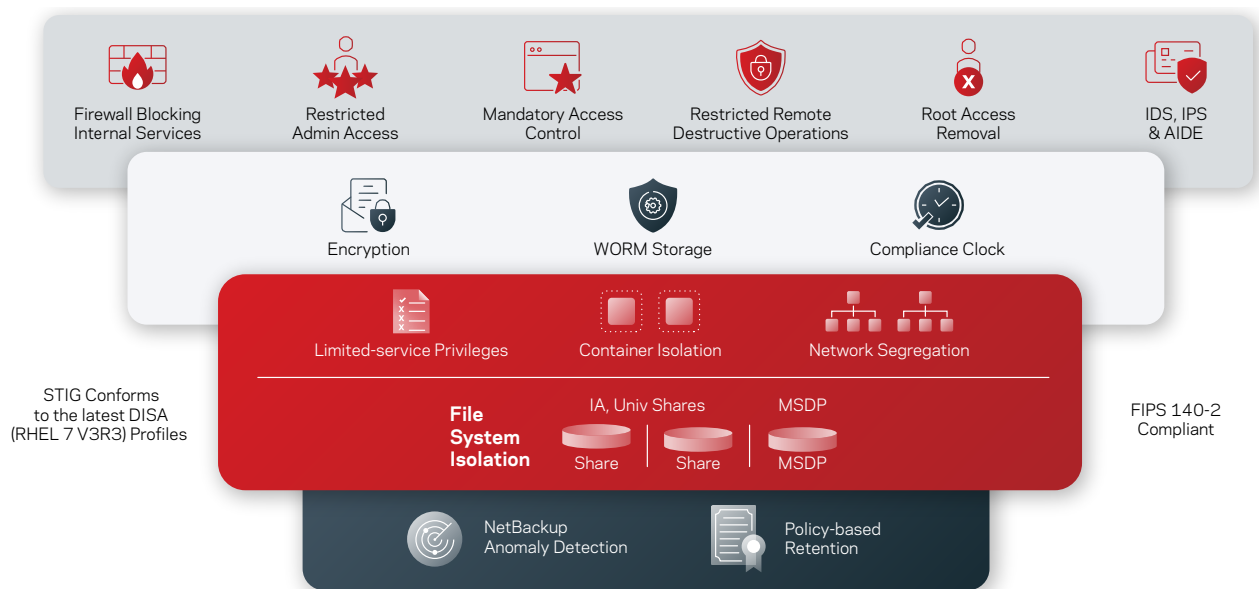 Firewall Blocking
Internal Services
Restricted
Admin Access
Mandatory Access
Control
Restricted Remote
Destructive Operations
X
Root Access
Removal
IDS, IPS
& AIDE
Encryption
WORM Storage
Compliance Clock
Limited-service Privileges
Container Isolation
Network Segregation
STIG Conforms
to the latest DISA
(RHEL 7 V3R3) Profiles
File
System
Isolation
IA, Univ Shares
MSDP
Share
Share
MSDP
FIPS 140-2
Compliant
NetBackup
Anomaly Detection
Policy-based
Retention